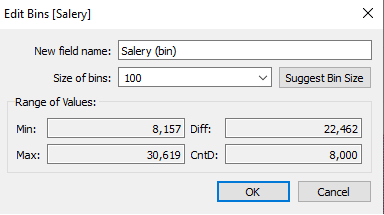 Edit Bins [Salery]
New field name: Salery (bin)
Size of bins: 100 Suggest Bin Size
Range of Values:
Min: 8,157 Diff: 22,462
Max: 30,619 CntD: 8,000
OK Cancel